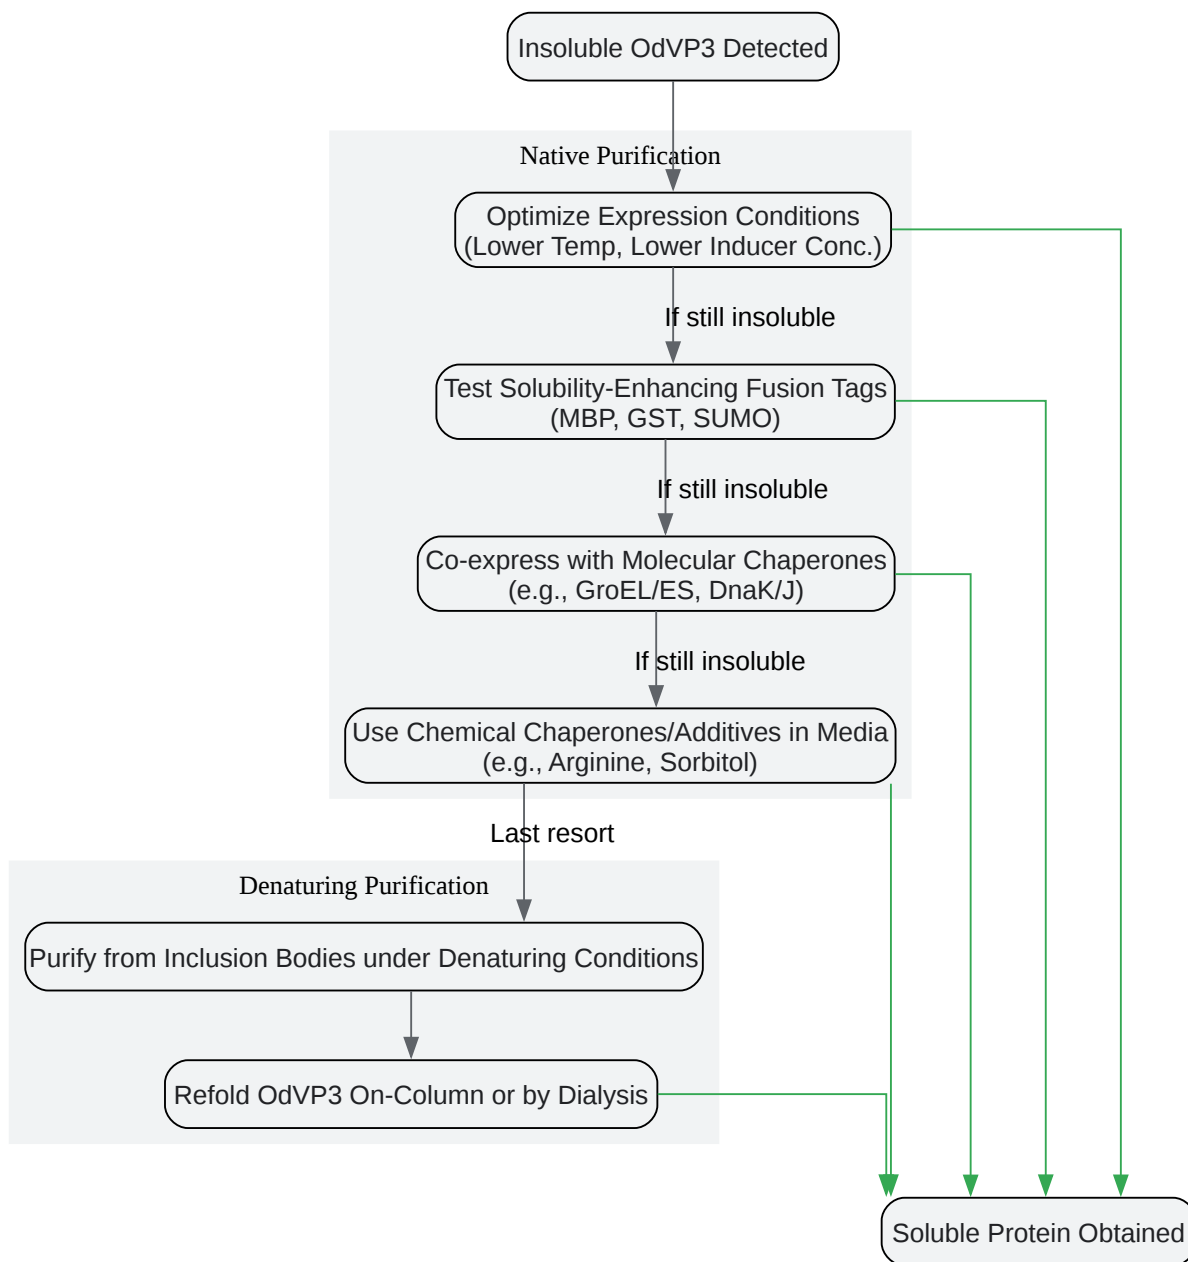 Insoluble OdVP3 Detected
Native Purification
Optimize Expression Conditions
(Lower Temp, Lower Inducer Conc.)
If still insoluble
Test Solubility-Enhancing Fusion Tags
(MBP, GST, SUMO)
If still insoluble
Co-express with Molecular Chaperones
(e.g., GroEL/ES, DnaK/J)
If still insoluble
Use Chemical Chaperones/Additives in Media
(e.g., Arginine, Sorbitol)
Last resort
Denaturing Purification
Purify from Inclusion Bodies under Denaturing Conditions
Refold OdVP3 On-Column or by Dialysis
Soluble Protein Obtained